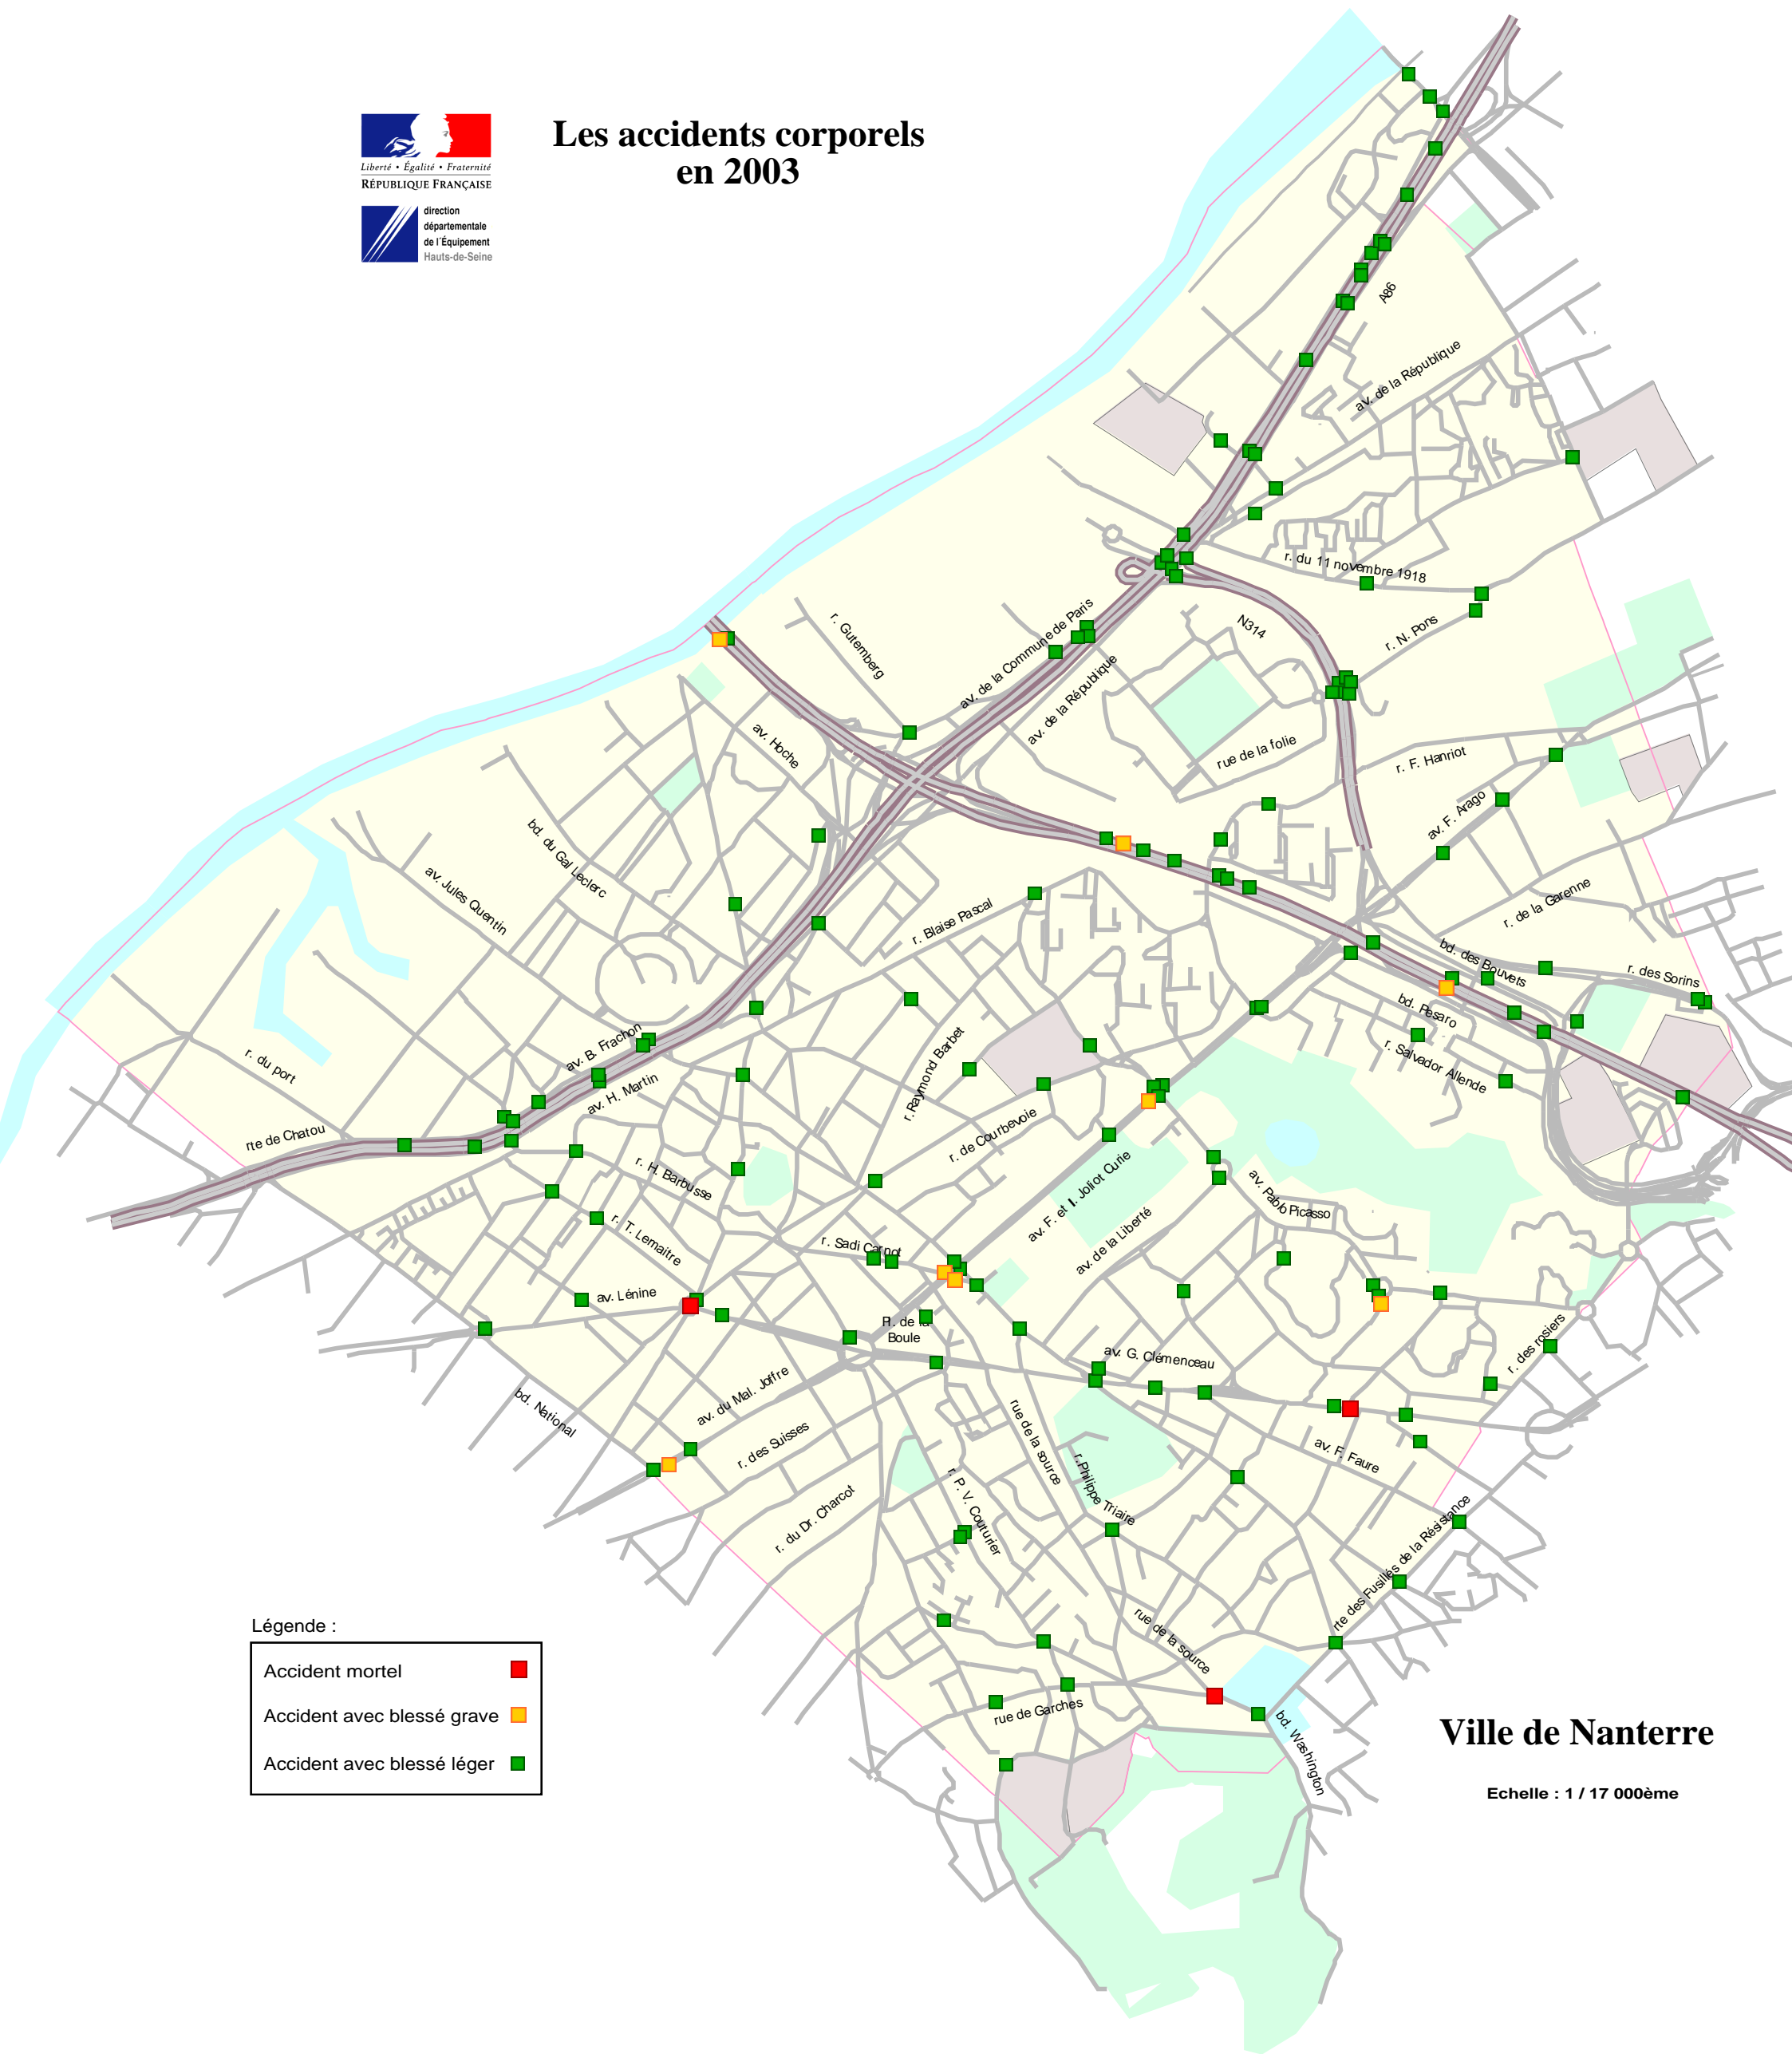 Les accidents corporels
en 2003
Liberté • Égalité • Fraternité
RÉPUBLIQUE FRANÇAISE
direction
départementale
de l'Équipement
Hauts-de-Seine
A86
av. de la République
r. du 11 novembre 1918
r. Gutemberg
av. de la Commune de Paris
N314
r. N. Pons
av. de la République
av. Hoche
rue de la folie
r. F. Hanriot
av. F. Arago
bd. du Gal Leclerc
av. Jules Quentin
r. Blaise Pascal
r. de la Garenne
bd. des Bouvets
r. des Sorins
bd. Pesaro
r. Salvador Allende
av. B. Frachon
r. du port
av. H. Martin
r. Raymond Barbet
rte de Chatou
r. de Courbevoie
r. H. Barbusse
av. F. et I. Joliot Curie
av. Pablo Picasso
av. de la Liberté
r. T. Lemaitre
r. Sadi Carnot
av. Lénine
Pl. de la
Boule
av. G. Clémenceau
r. des rosiers
bd. National
av. du Mal. Joffre
r. des Suisses
rue de la source
av. F. Faure
r. Philippe Triaire
r. P. V. Couturier
r. du Dr. Charcot
rte des Fusillés de la Résistance
rue de la source
rue de Garches
bd. Washington
Légende :
Accident mortel
Accident avec blessé grave
Accident avec blessé léger
Ville de Nanterre
Echelle : 1 / 17 000ème